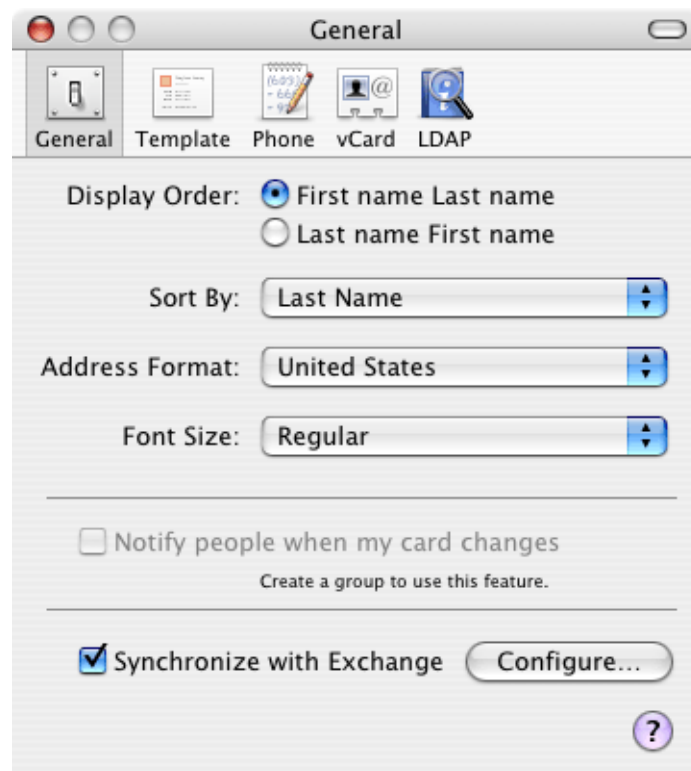 General
General Template Phone vCard LDAP
Display Order: First name Last name
Last name First name
Sort By: Last Name
Address Format: United States
Font Size: Regular
Notify people when my card changes
Create a group to use this feature.
Synchronize with Exchange Configure...
?